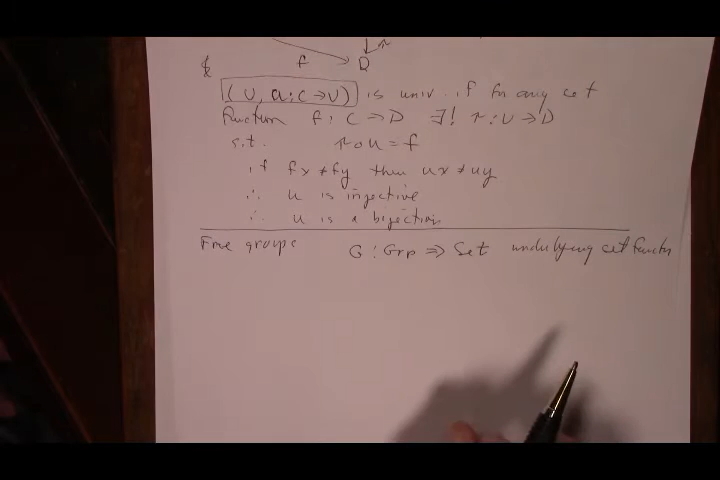 f D r
(U, u: C → U) is univ. if for any set
function f: C → D ∃! r: U → D
s.t. r ∘ u = f
if fx ≠ fy then ux ≠ uy
∴ u is injective
∴ u is a bijection
Free groups G: Grp ⇒ Set underlying set functor